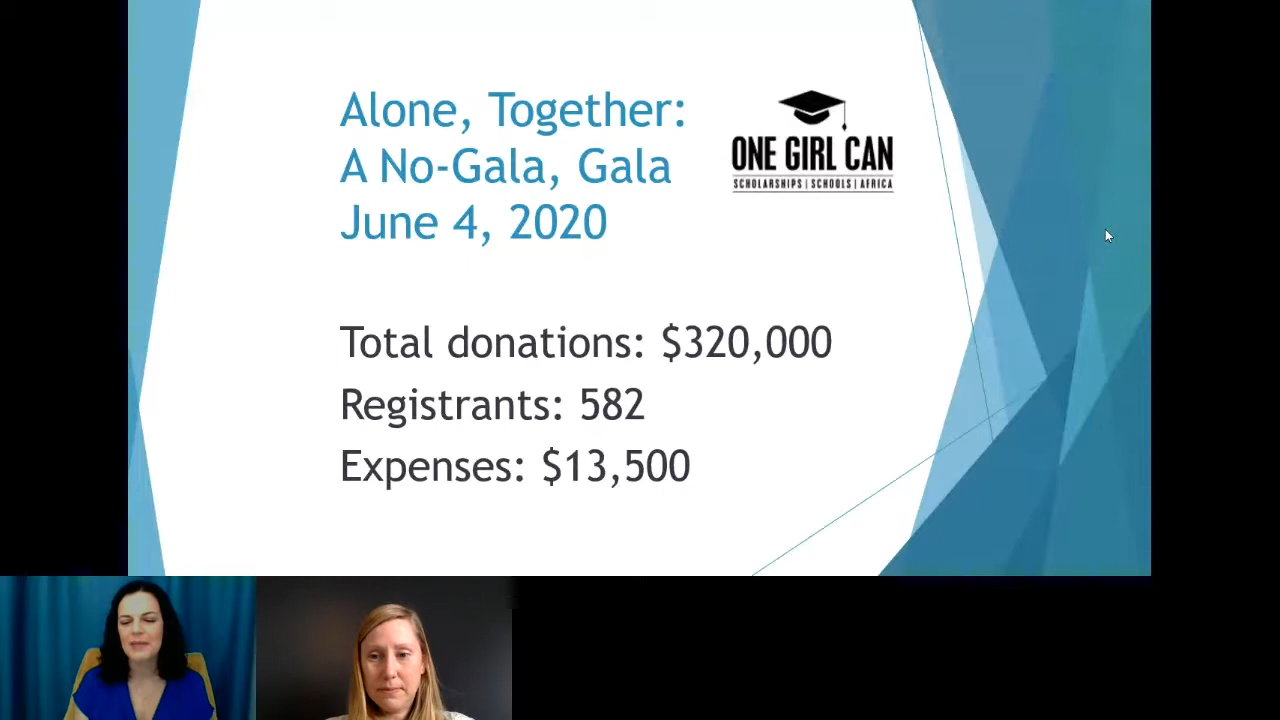 Alone, Together:
A No-Gala, Gala
June 4, 2020
ONE GIRL CAN
SCHOLARSHIPS | SCHOOLS | AFRICA
Total donations: $320,000
Registrants: 582
Expenses: $13,500